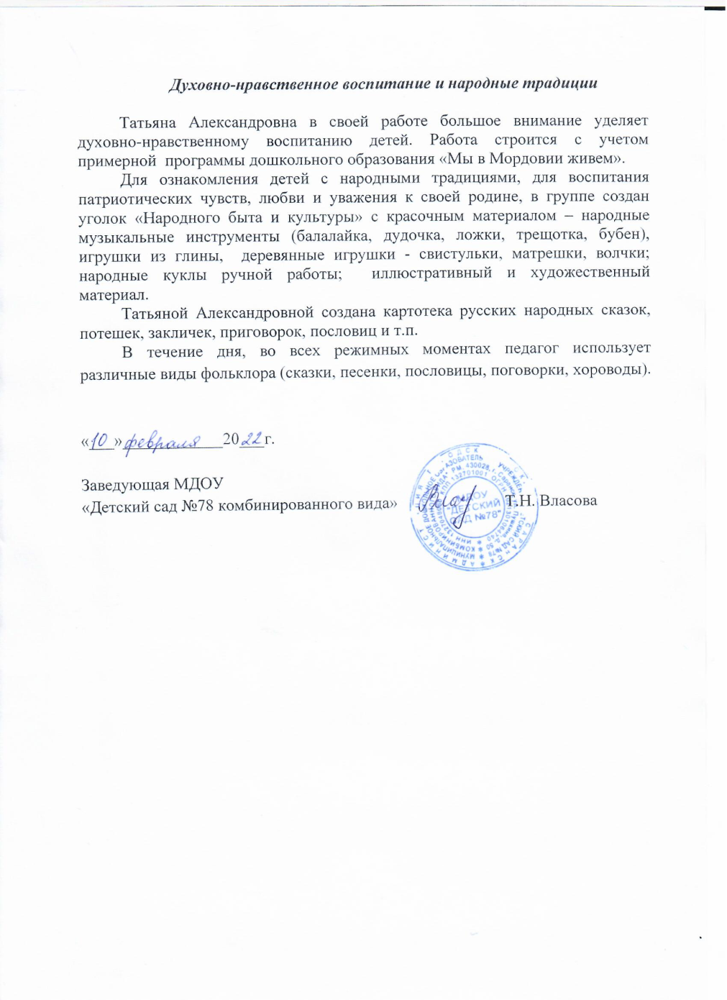 Духовно-нравственное воспитание и народные традиции
Татьяна Александровна в своей работе большое внимание уделяет
духовно-нравственному воспитанию детей. Работа строится с учетом
примерной программы дошкольного образования «Мы в Мордовии живем».
Для ознакомления детей с народными традициями, для воспитания
патриотических чувств, любви и уважения к своей родине, в группе создан
уголок «Народного быта и культуры» с красочным материалом – народные
музыкальные инструменты (балалайка, дудочка, ложки, трещотка, бубен),
игрушки из глины, деревянные игрушки - свистульки, матрешки, волчки;
народные куклы ручной работы; иллюстративный и художественный
материал.
Татьяной Александровной создана картотека русских народных сказок,
потешек, закличек, приговорок, пословиц и т.п.
В течение дня, во всех режимных моментах педагог использует
различные виды фольклора (сказки, песенки, пословицы, поговорки, хороводы).
«10» февраля 2022 г.
Заведующая МДОУ
«Детский сад №78 комбинированного вида» Т.Н. Власова
МДОУ
"ДЕТСКИЙ
САД №78"